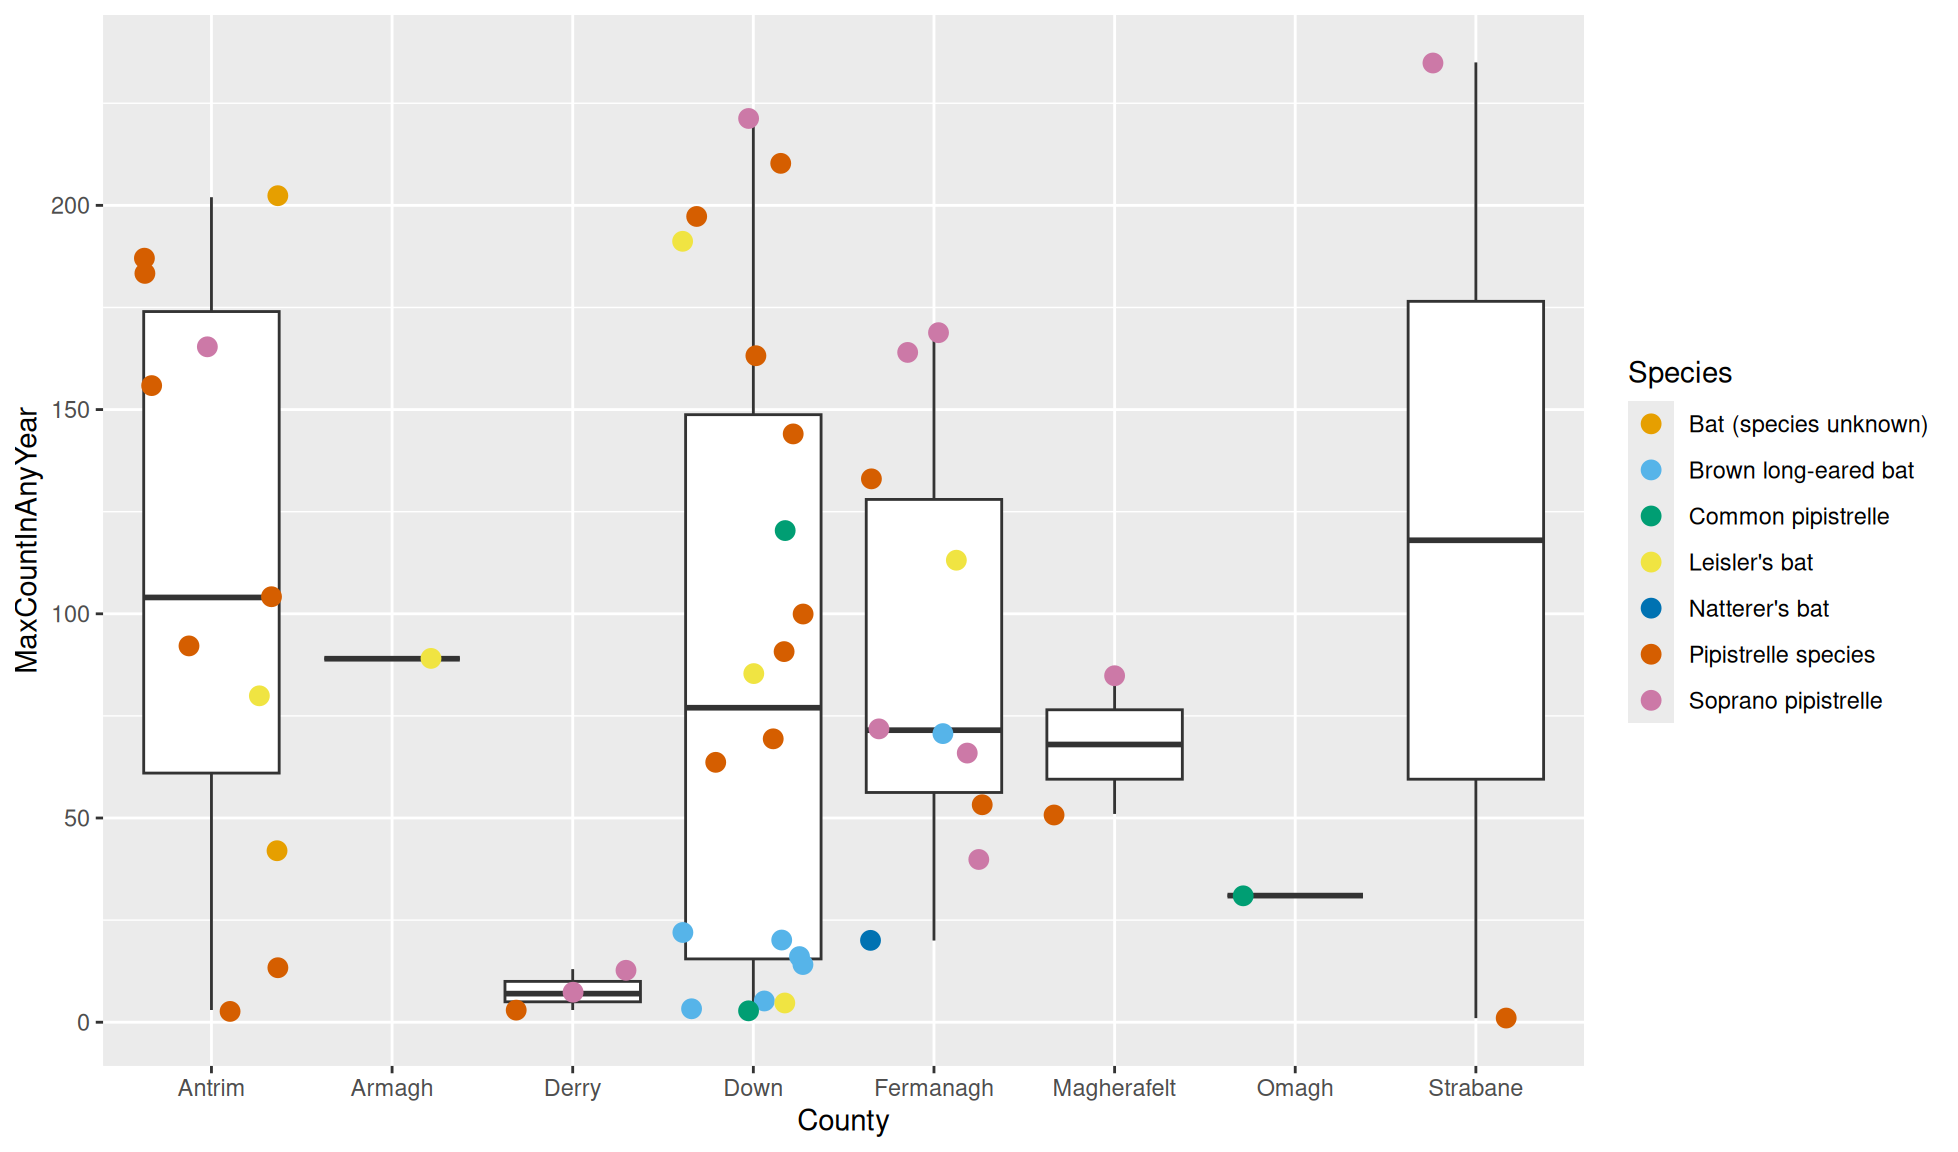 MaxCountInAnyYear
200
150
100
50
0
Antrim Armagh Derry Down Fermanagh Magherafelt Omagh Strabane
County
Species
Bat (species unknown)
Brown long-eared bat
Common pipistrelle
Leisler's bat
Natterer's bat
Pipistrelle species
Soprano pipistrelle